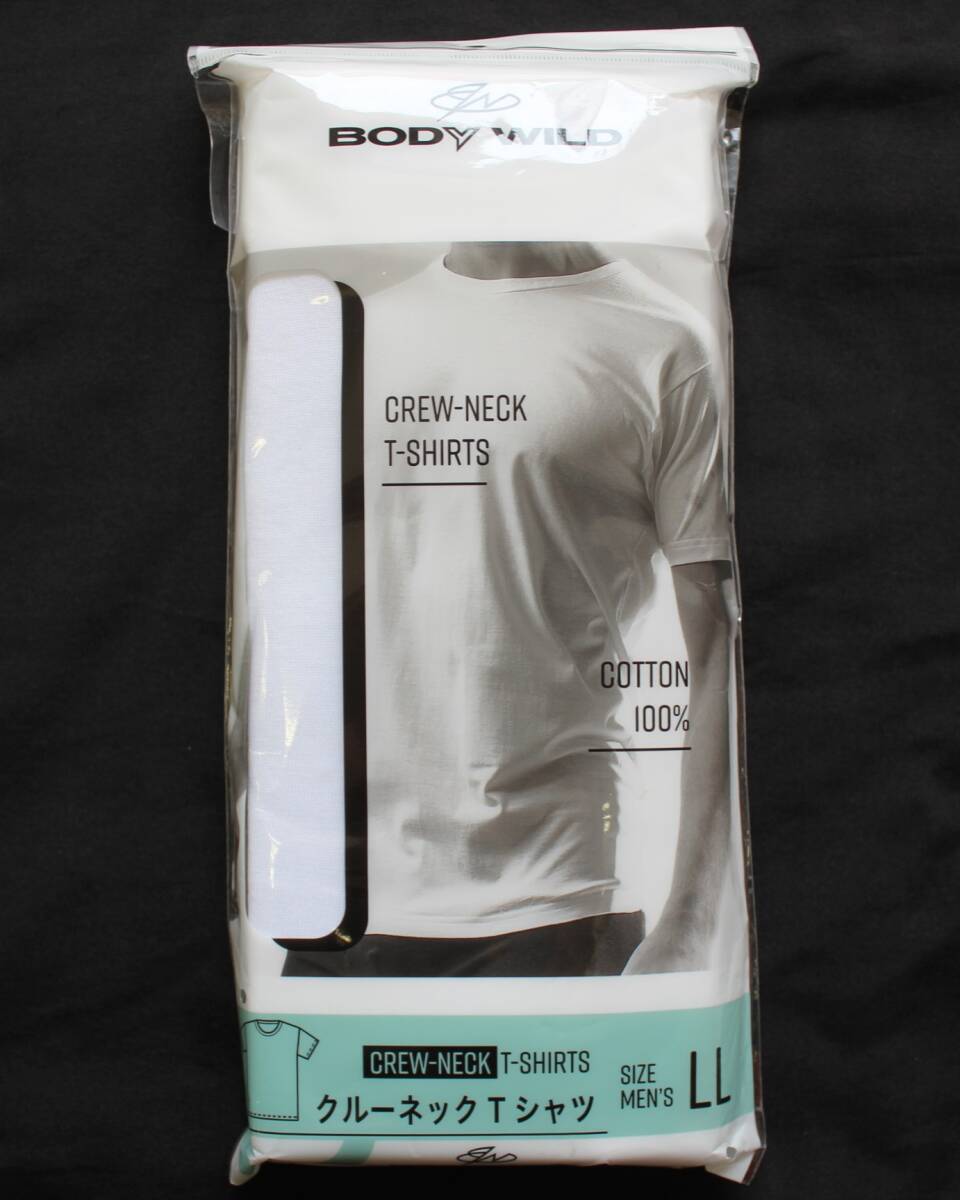 BODY WILD
CREW-NECK
T-SHIRTS
COTTON
100%
CREW-NECK T-SHIRTS
クルーネックTシャツ
SIZE
MEN'S
LL